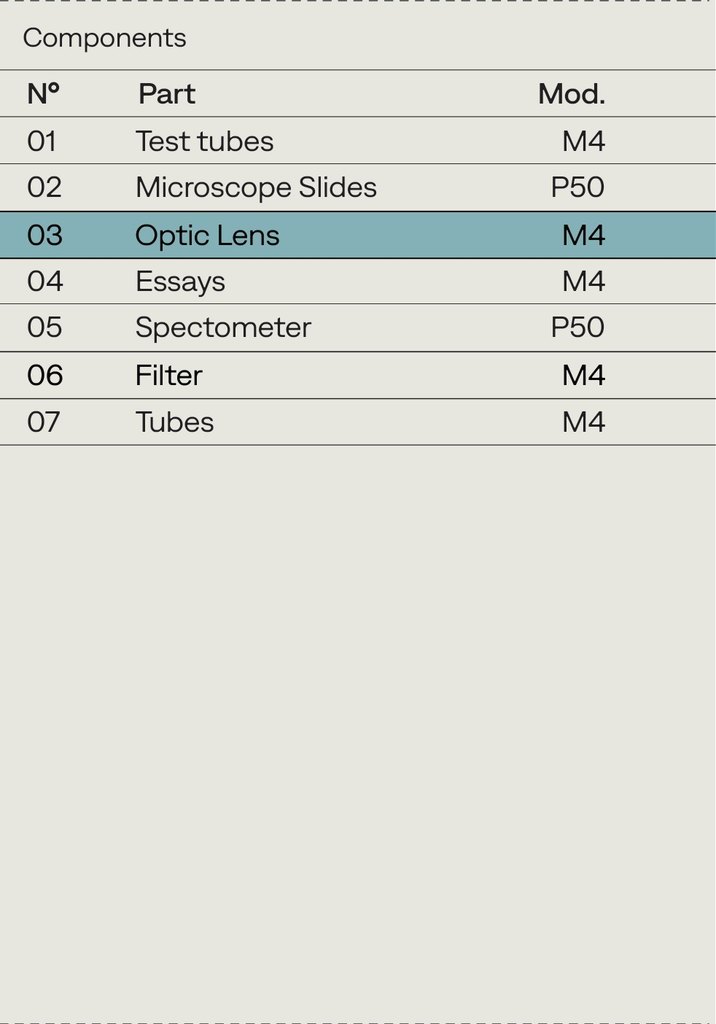 Components
Nº Part Mod.
01 Test tubes M4
02 Microscope Slides P50
03 Optic Lens M4
04 Essays M4
05 Spectometer P50
06 Filter M4
07 Tubes M4